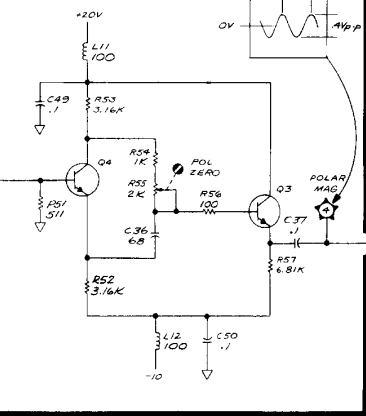 +20V
L11
100
0V
4Vp-p
C49
.1
R53
3.16K
R54
1K
Q4
POL
ZERO
R55
2K
R56
100
Q3
POLAR
MAG
4
C37
.1
R51
511
C36
68
R57
6.81K
R52
3.16K
L12
100
C50
.1
-10